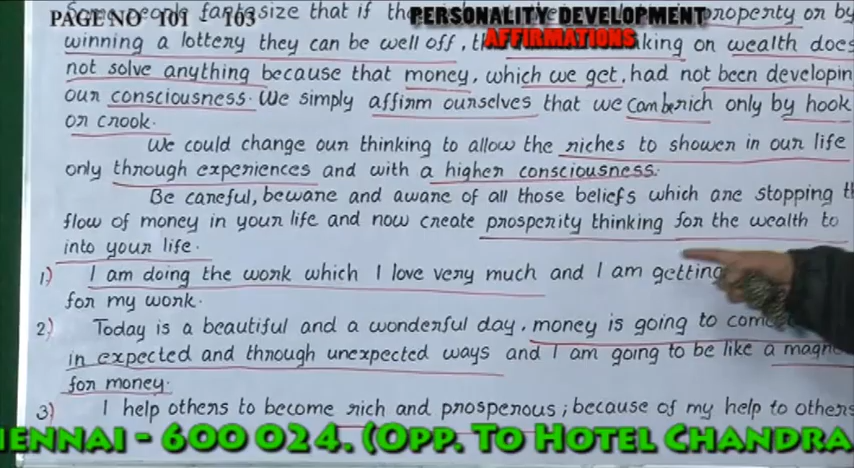 PAGE NO 101 - 103
PERSONALITY DEVELOPMENT
AFFIRMATIONS
Some people fantasize that if property or by
winning a lottery they can be well off, on wealth does
not solve anything because that money, which we get, had not been developin
our consciousness. We simply affirm ourselves that we can be rich only by hook
or crook.
We could change our thinking to allow the riches to shower in our life
only through experiences and with a higher consciousness.
Be careful, beware and aware of all those beliefs which are stopping t
flow of money in your life and now create prosperity thinking for the wealth to
into your life.
1) I am doing the work which I love very much and I am getting
for my work.
2) Today is a beautiful and a wonderful day, money is going to come
in expected and through unexpected ways and I am going to be like a magne
for money.
3) I help others to become rich and prosperous; because of my help to others
HENNAI - 600 024. (OPP. TO HOTEL CHANDRA